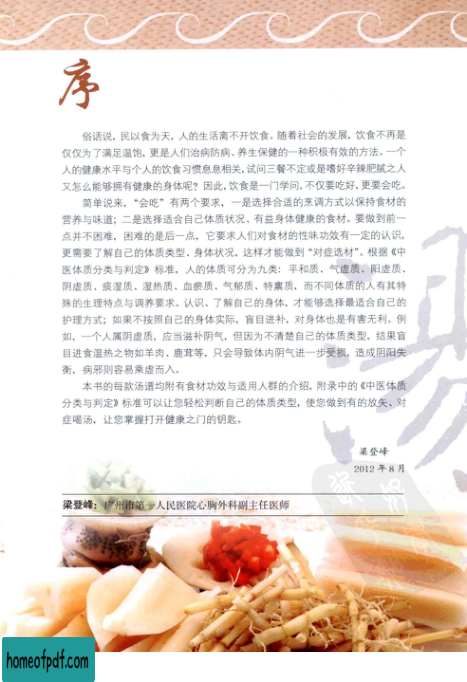 序
俗话说，民以食为天，人的生活离不开饮食。随着社会的发展，饮食不再是
仅仅为了满足温饱，更是人们治病防病、养生保健的一种积极有效的方法。一个
人的健康水平与个人的饮食习惯息息相关，试问三餐不定或是嗜好辛辣肥腻之人
又怎么能够拥有健康的身体呢？因此，饮食是一门学问，不仅要吃好，更要会吃。
简单说来，“会吃”有两个要求，一是选择合适的烹调方式以保持食材的
营养与味道；二是选择适合自己体质状况、有益身体健康的食材。要做到前一
点并不困难，困难的是后一点，它要求人们对食材的性味功效有一定的认识，
更需要了解自己的体质类型、身体状况，这样才能做到“对症选材”。根据《中
医体质分类与判定》标准，人的体质可分为九类：平和质、气虚质、阳虚质、
阴虚质、痰湿质、湿热质、血瘀质、气郁质、特禀质，而不同体质的人有其特
殊的生理特点与调养要求。认识、了解自己的身体，才能够选择最适合自己的
护理方式；如果不按照自己的身体实际，盲目进补，对身体也是有害无利。例
如，一个人属阴虚质，应当滋补阴气，但因为不清楚自己的体质类型，结果盲
目进食温热之物如羊肉、鹿茸等，只会导致体内阴气进一步受损，造成阴阳失
衡，病邪则容易乘虚而入。
本书的每款汤谱均附有食材功效与适用人群的介绍，附录中的《中医体质
分类与判定》标准可以让您轻松判断自己的体质类型，使您做到有的放矢、对
症喝汤，让您掌握打开健康之门的钥匙。
梁登峰
2012 年 8 月
梁登峰：广州市第一人民医院心胸外科副主任医师
homeofpdf.com